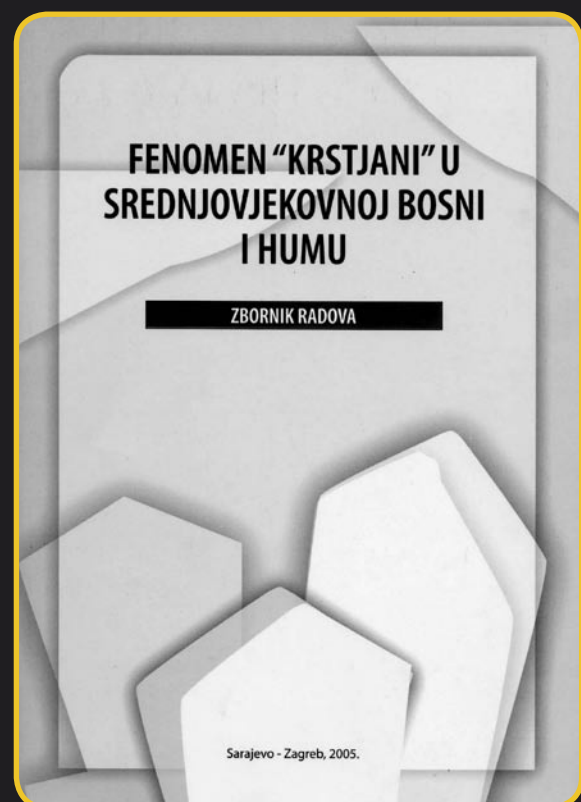 FENOMEN “KRSTJANI” U
SREDNJOVJEKOVNOJ BOSNI
I HUMU
ZBORNIK RADOVA
Sarajevo - Zagreb, 2005.